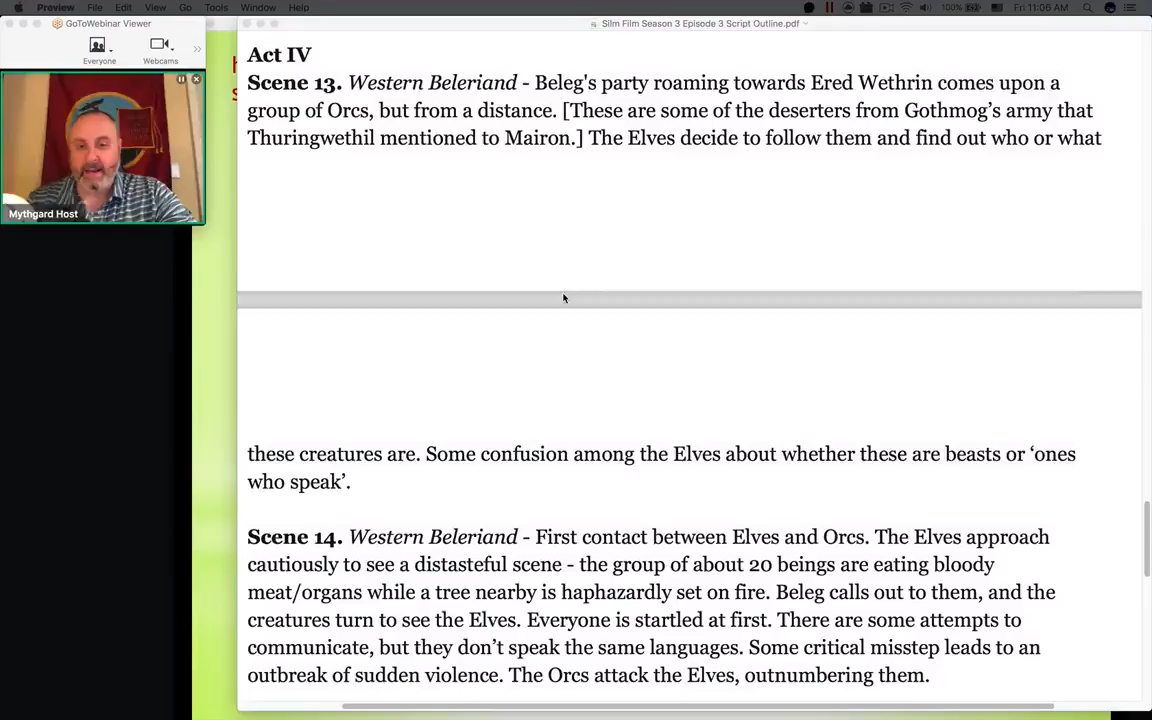 Preview File Edit View Go Tools Window Help 100% Fri 11:06 AM
GoToWebinar Viewer
Silm Film Season 3 Episode 3 Script Outline.pdf
Everyone
Webcams
Mythgard Host
Act IV
Scene 13. Western Beleriand - Beleg's party roaming towards Ered Wethrin comes upon a
group of Orcs, but from a distance. [These are some of the deserters from Gothmog’s army that
Thuringwethil mentioned to Mairon.] The Elves decide to follow them and find out who or what
these creatures are. Some confusion among the Elves about whether these are beasts or ‘ones
who speak’.
Scene 14. Western Beleriand - First contact between Elves and Orcs. The Elves approach
cautiously to see a distasteful scene - the group of about 20 beings are eating bloody
meat/organs while a tree nearby is haphazardly set on fire. Beleg calls out to them, and the
creatures turn to see the Elves. Everyone is startled at first. There are some attempts to
communicate, but they don’t speak the same languages. Some critical misstep leads to an
outbreak of sudden violence. The Orcs attack the Elves, outnumbering them.